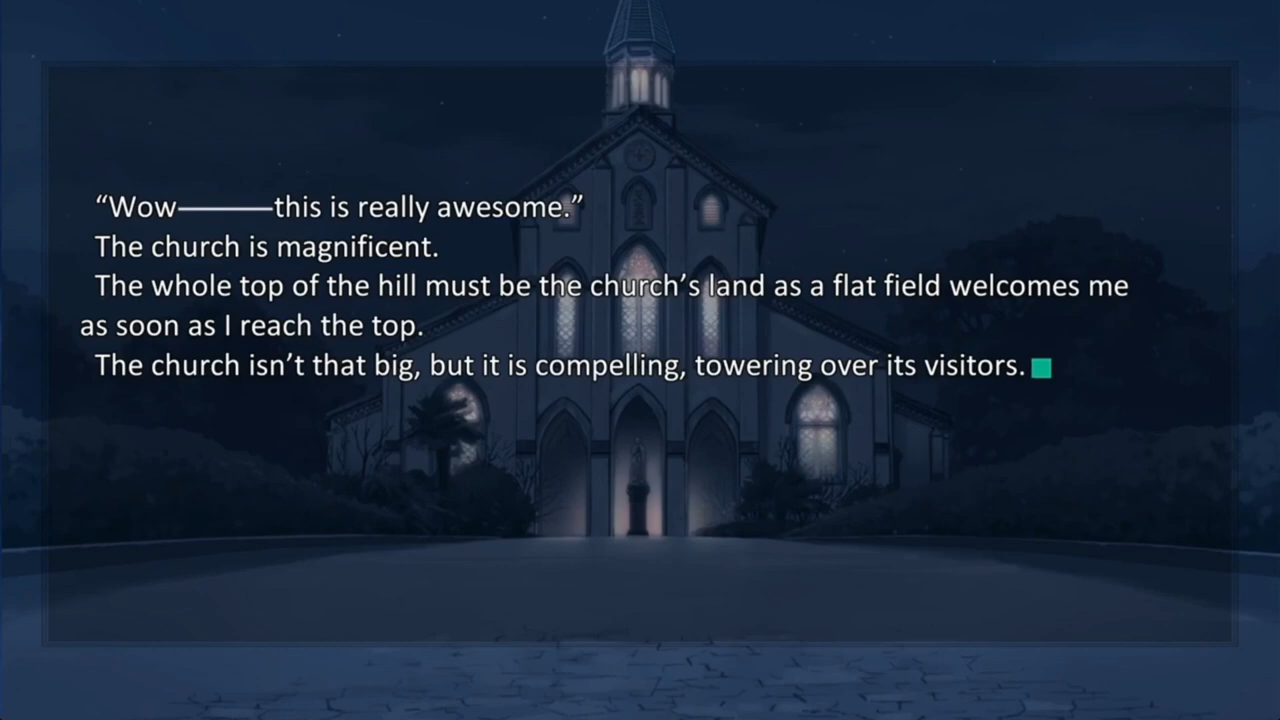 “Wow———this is really awesome.”
The church is magnificent.
The whole top of the hill must be the church’s land as a flat field welcomes me
as soon as I reach the top.
The church isn’t that big, but it is compelling, towering over its visitors.